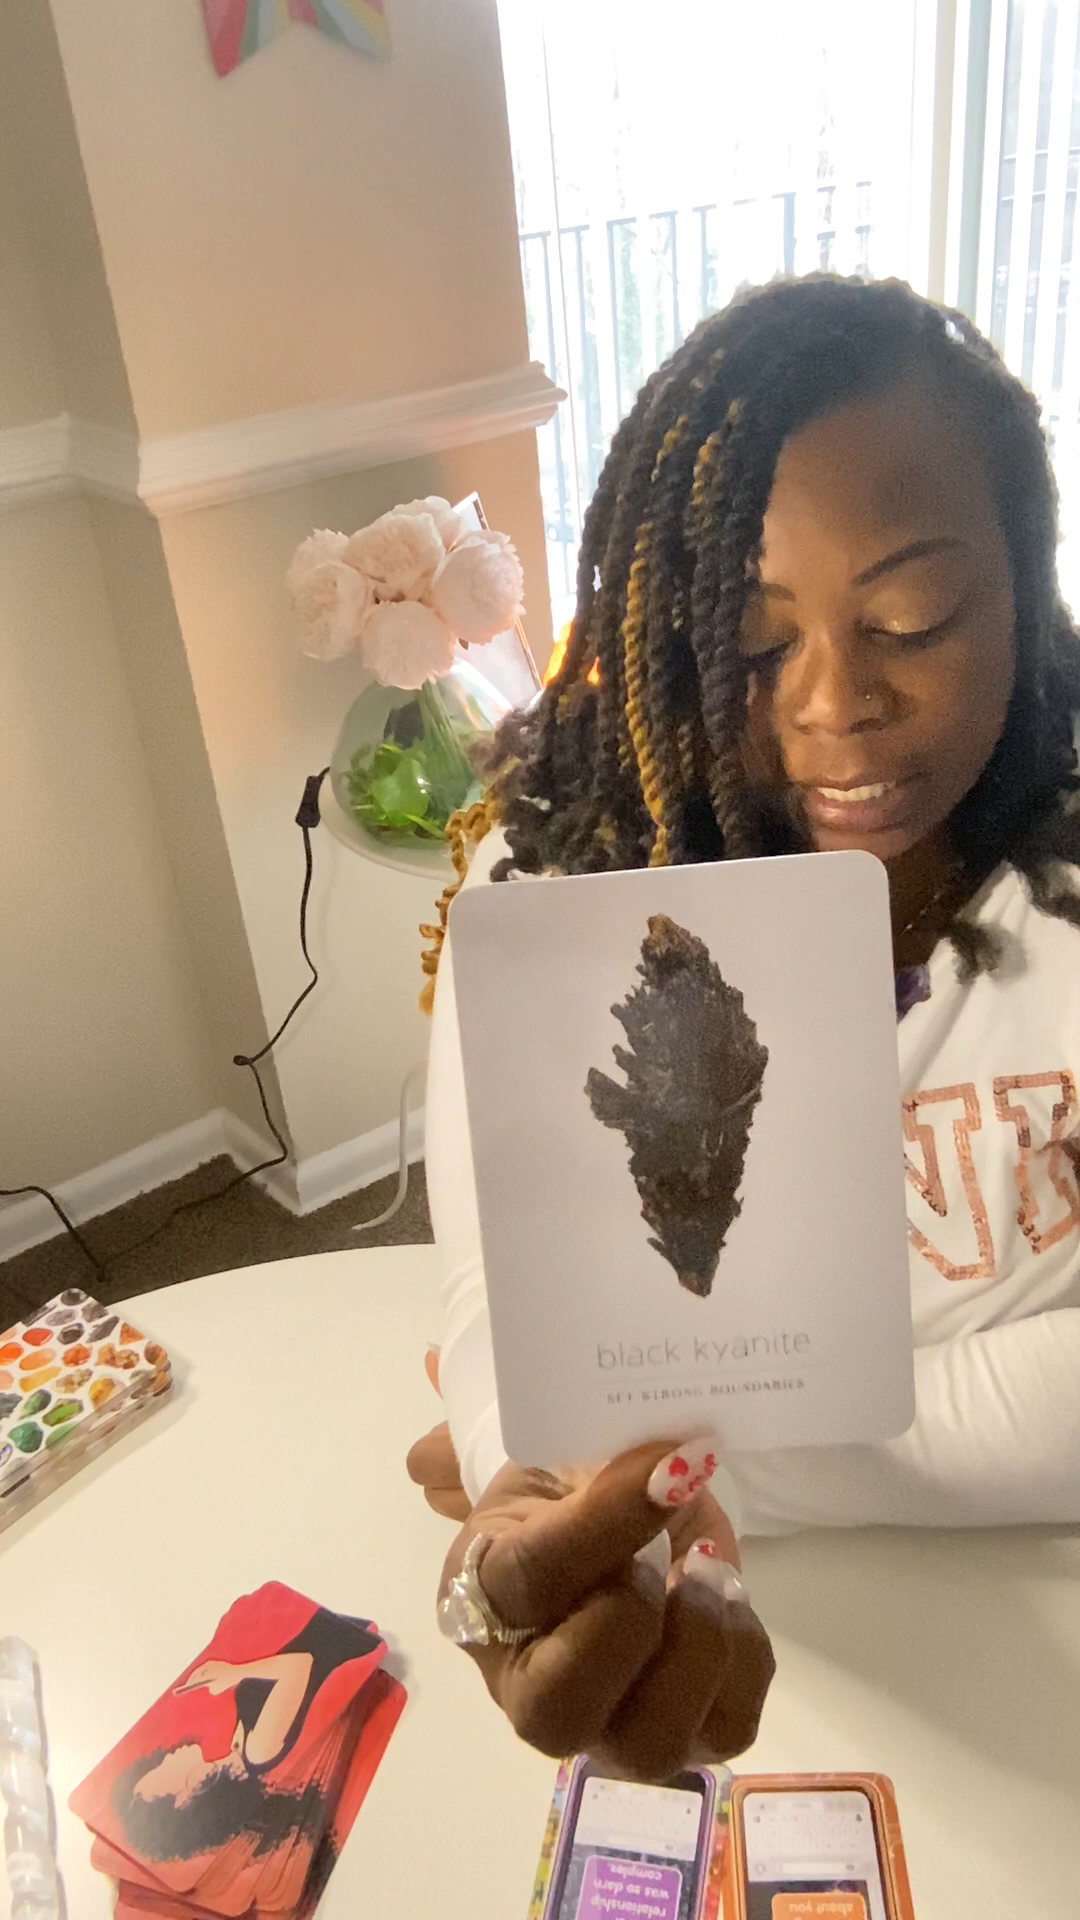 black kyanite
SET STRONG BOUNDARIES
complex.
was so darn
relationship
about you